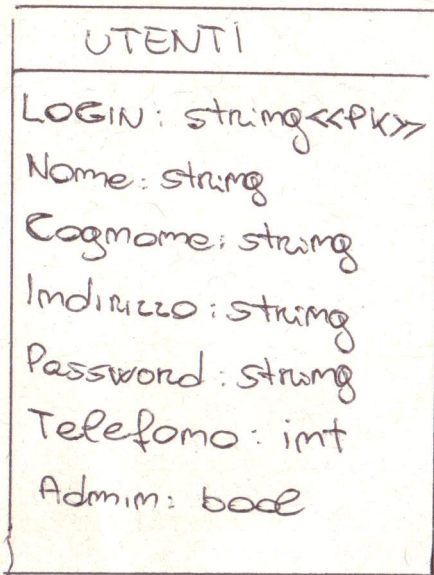 UTENTI
LOGIN: string<<PK>>
Nome: string
Cognome: string
Indirizzo: string
Password: string
Telefono: int
Admin: bool